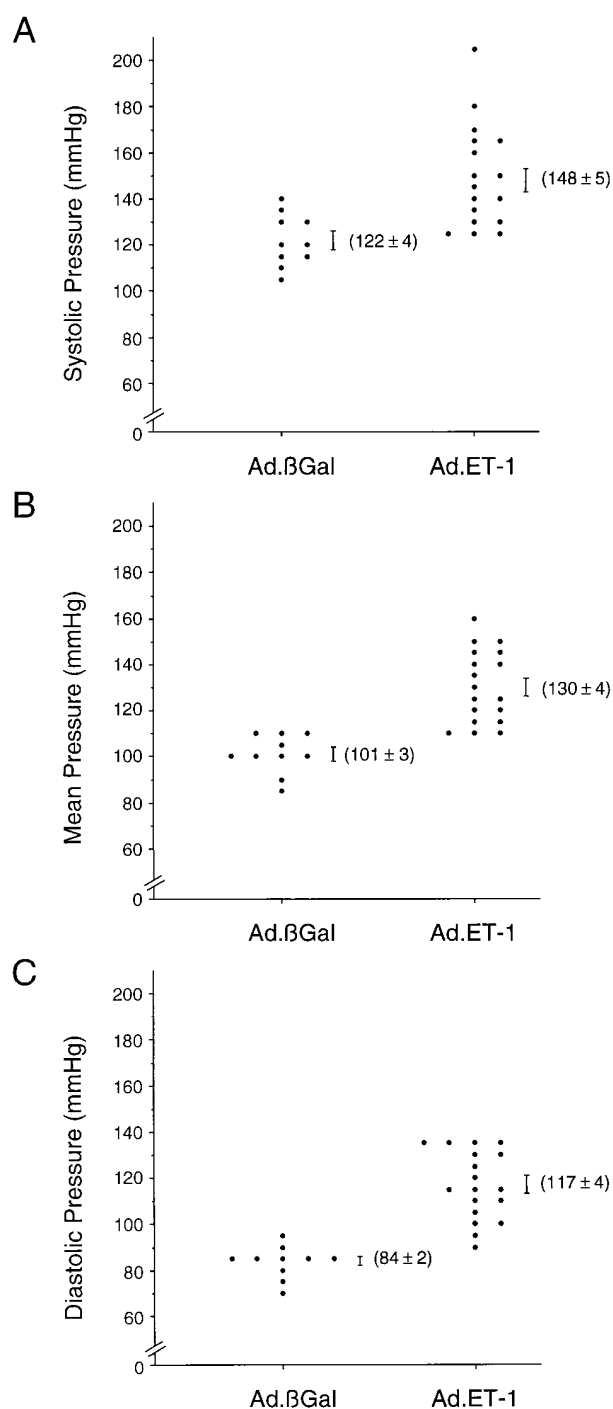 A
Systolic Pressure (mmHg)
200
180
160
140
120
100
80
60
0
(122 ± 4)
(148 ± 5)
Ad.βGal
Ad.ET-1
B
Mean Pressure (mmHg)
200
180
160
140
120
100
80
60
0
(101 ± 3)
(130 ± 4)
Ad.βGal
Ad.ET-1
C
Diastolic Pressure (mmHg)
200
180
160
140
120
100
80
60
0
(84 ± 2)
(117 ± 4)
Ad.βGal
Ad.ET-1